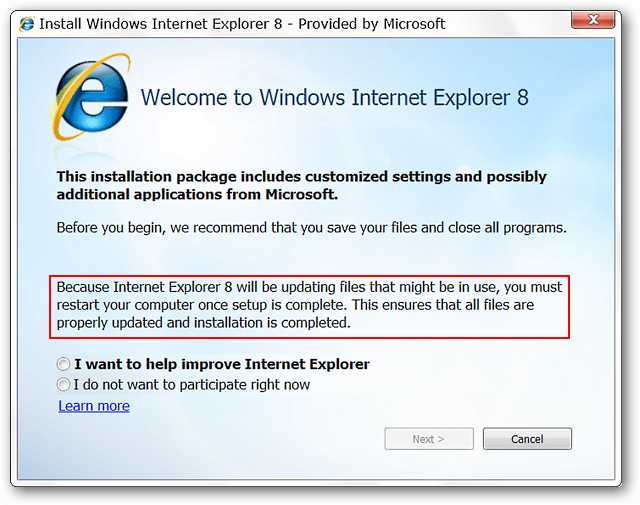 Install Windows Internet Explorer 8 - Provided by Microsoft
Welcome to Windows Internet Explorer 8
This installation package includes customized settings and possibly
additional applications from Microsoft.
Before you begin, we recommend that you save your files and close all programs.
Because Internet Explorer 8 will be updating files that might be in use, you must
restart your computer once setup is complete. This ensures that all files are
properly updated and installation is completed.
I want to help improve Internet Explorer
I do not want to participate right now
Learn more
Next >
Cancel